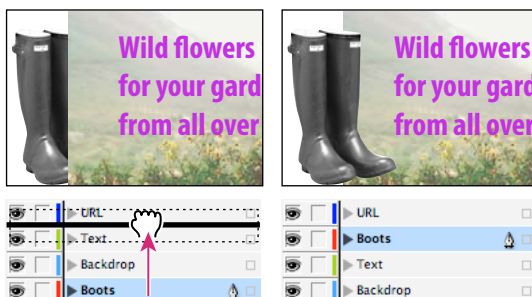 Wild flowers
for your gard
from all over
Wild flowers
for your gard
from all over
URL
Text
Backdrop
Boots
URL
Boots
Text
Backdrop